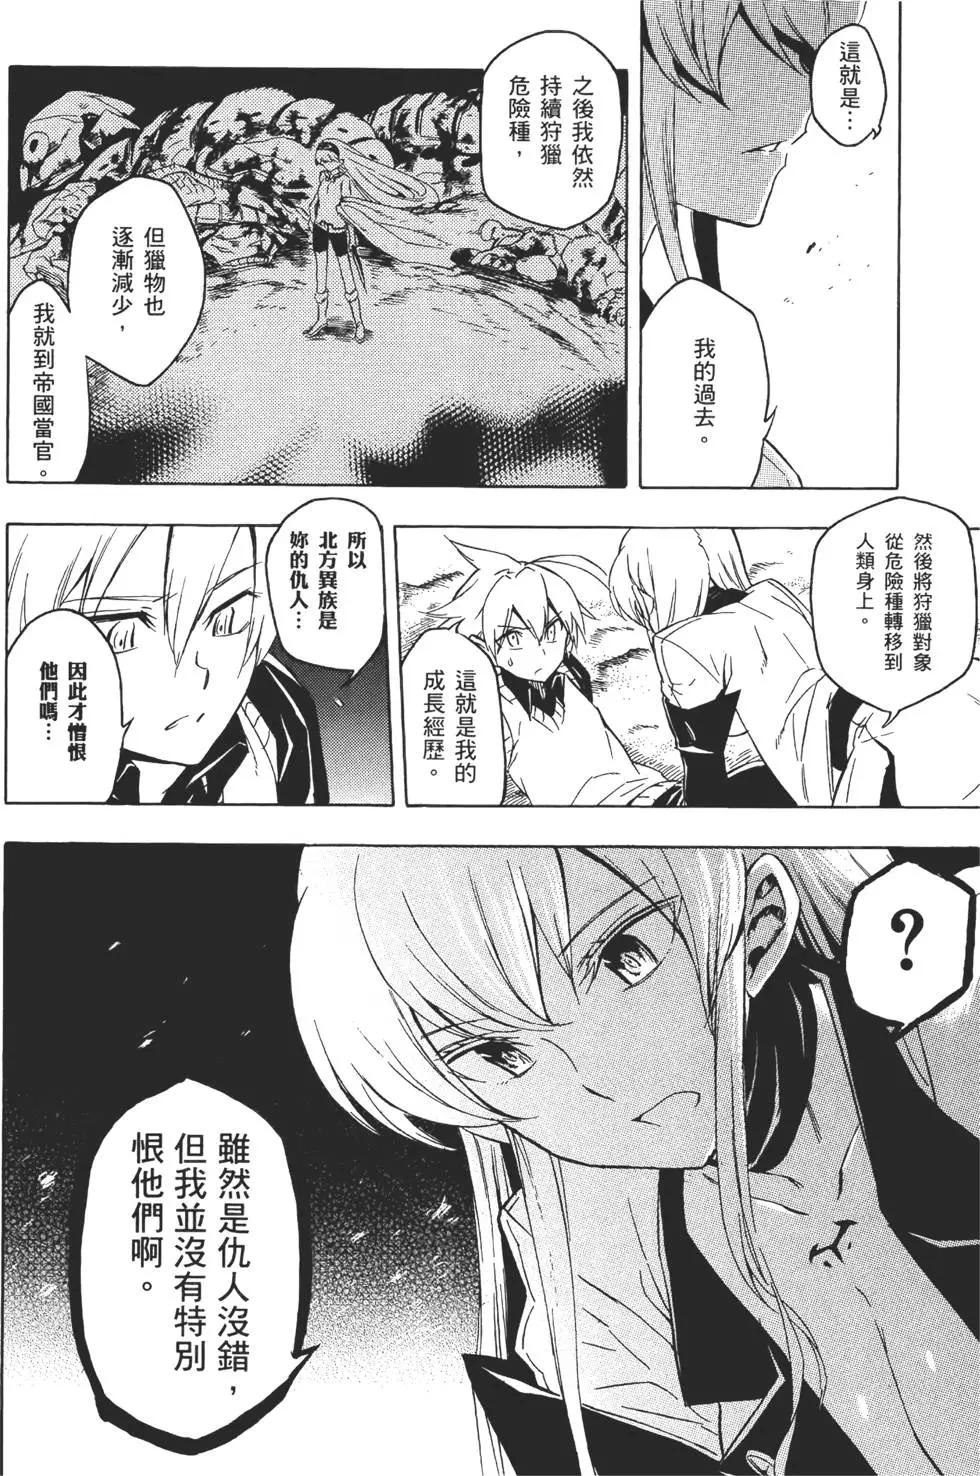 這就是…
我的過去。
之後我依然
持續狩獵
危險種，
但獵物也
逐漸減少，
我就到帝國當官。
然後將狩獵對象
從危險種轉移到
人類身上。
這就是我的
成長經歷。
所以
北方異族是
妳的仇人…
因此才憎恨
他們嗎…
？
雖然是仇人沒錯，
但我並沒有特別
恨他們啊。